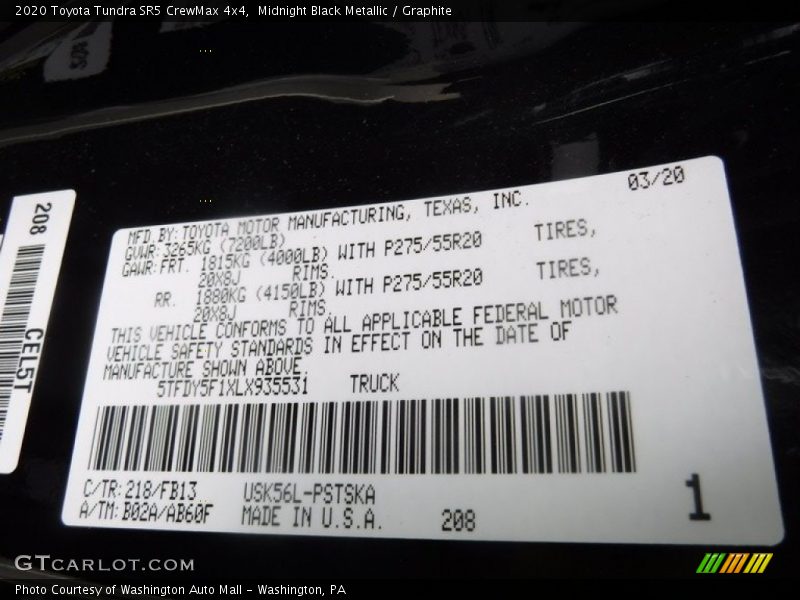 2020 Toyota Tundra SR5 CrewMax 4x4,  Midnight Black Metallic / Graphite
208
CEL5T
03/20
MFD BY: TOYOTA MOTOR MANUFACTURING, TEXAS, INC.
GVWR: 3265KG (7200LB)
GAWR: FRT. 1815KG (4000LB) WITH P275/55R20 TIRES,
20X8J RIMS.
RR. 1880KG (4150LB) WITH P275/55R20 TIRES,
20X8J RIMS.
THIS VEHICLE CONFORMS TO ALL APPLICABLE FEDERAL MOTOR
VEHICLE SAFETY STANDARDS IN EFFECT ON THE DATE OF
MANUFACTURE SHOWN ABOVE.
5TFDY5F1XLX935531 TRUCK
C/TR: 218/FB13 USK56L-PSTSKA
A/TM: B02A/AB60F MADE IN U.S.A. 208
1
GTCARLOT.COM
Photo Courtesy of Washington Auto Mall - Washington, PA